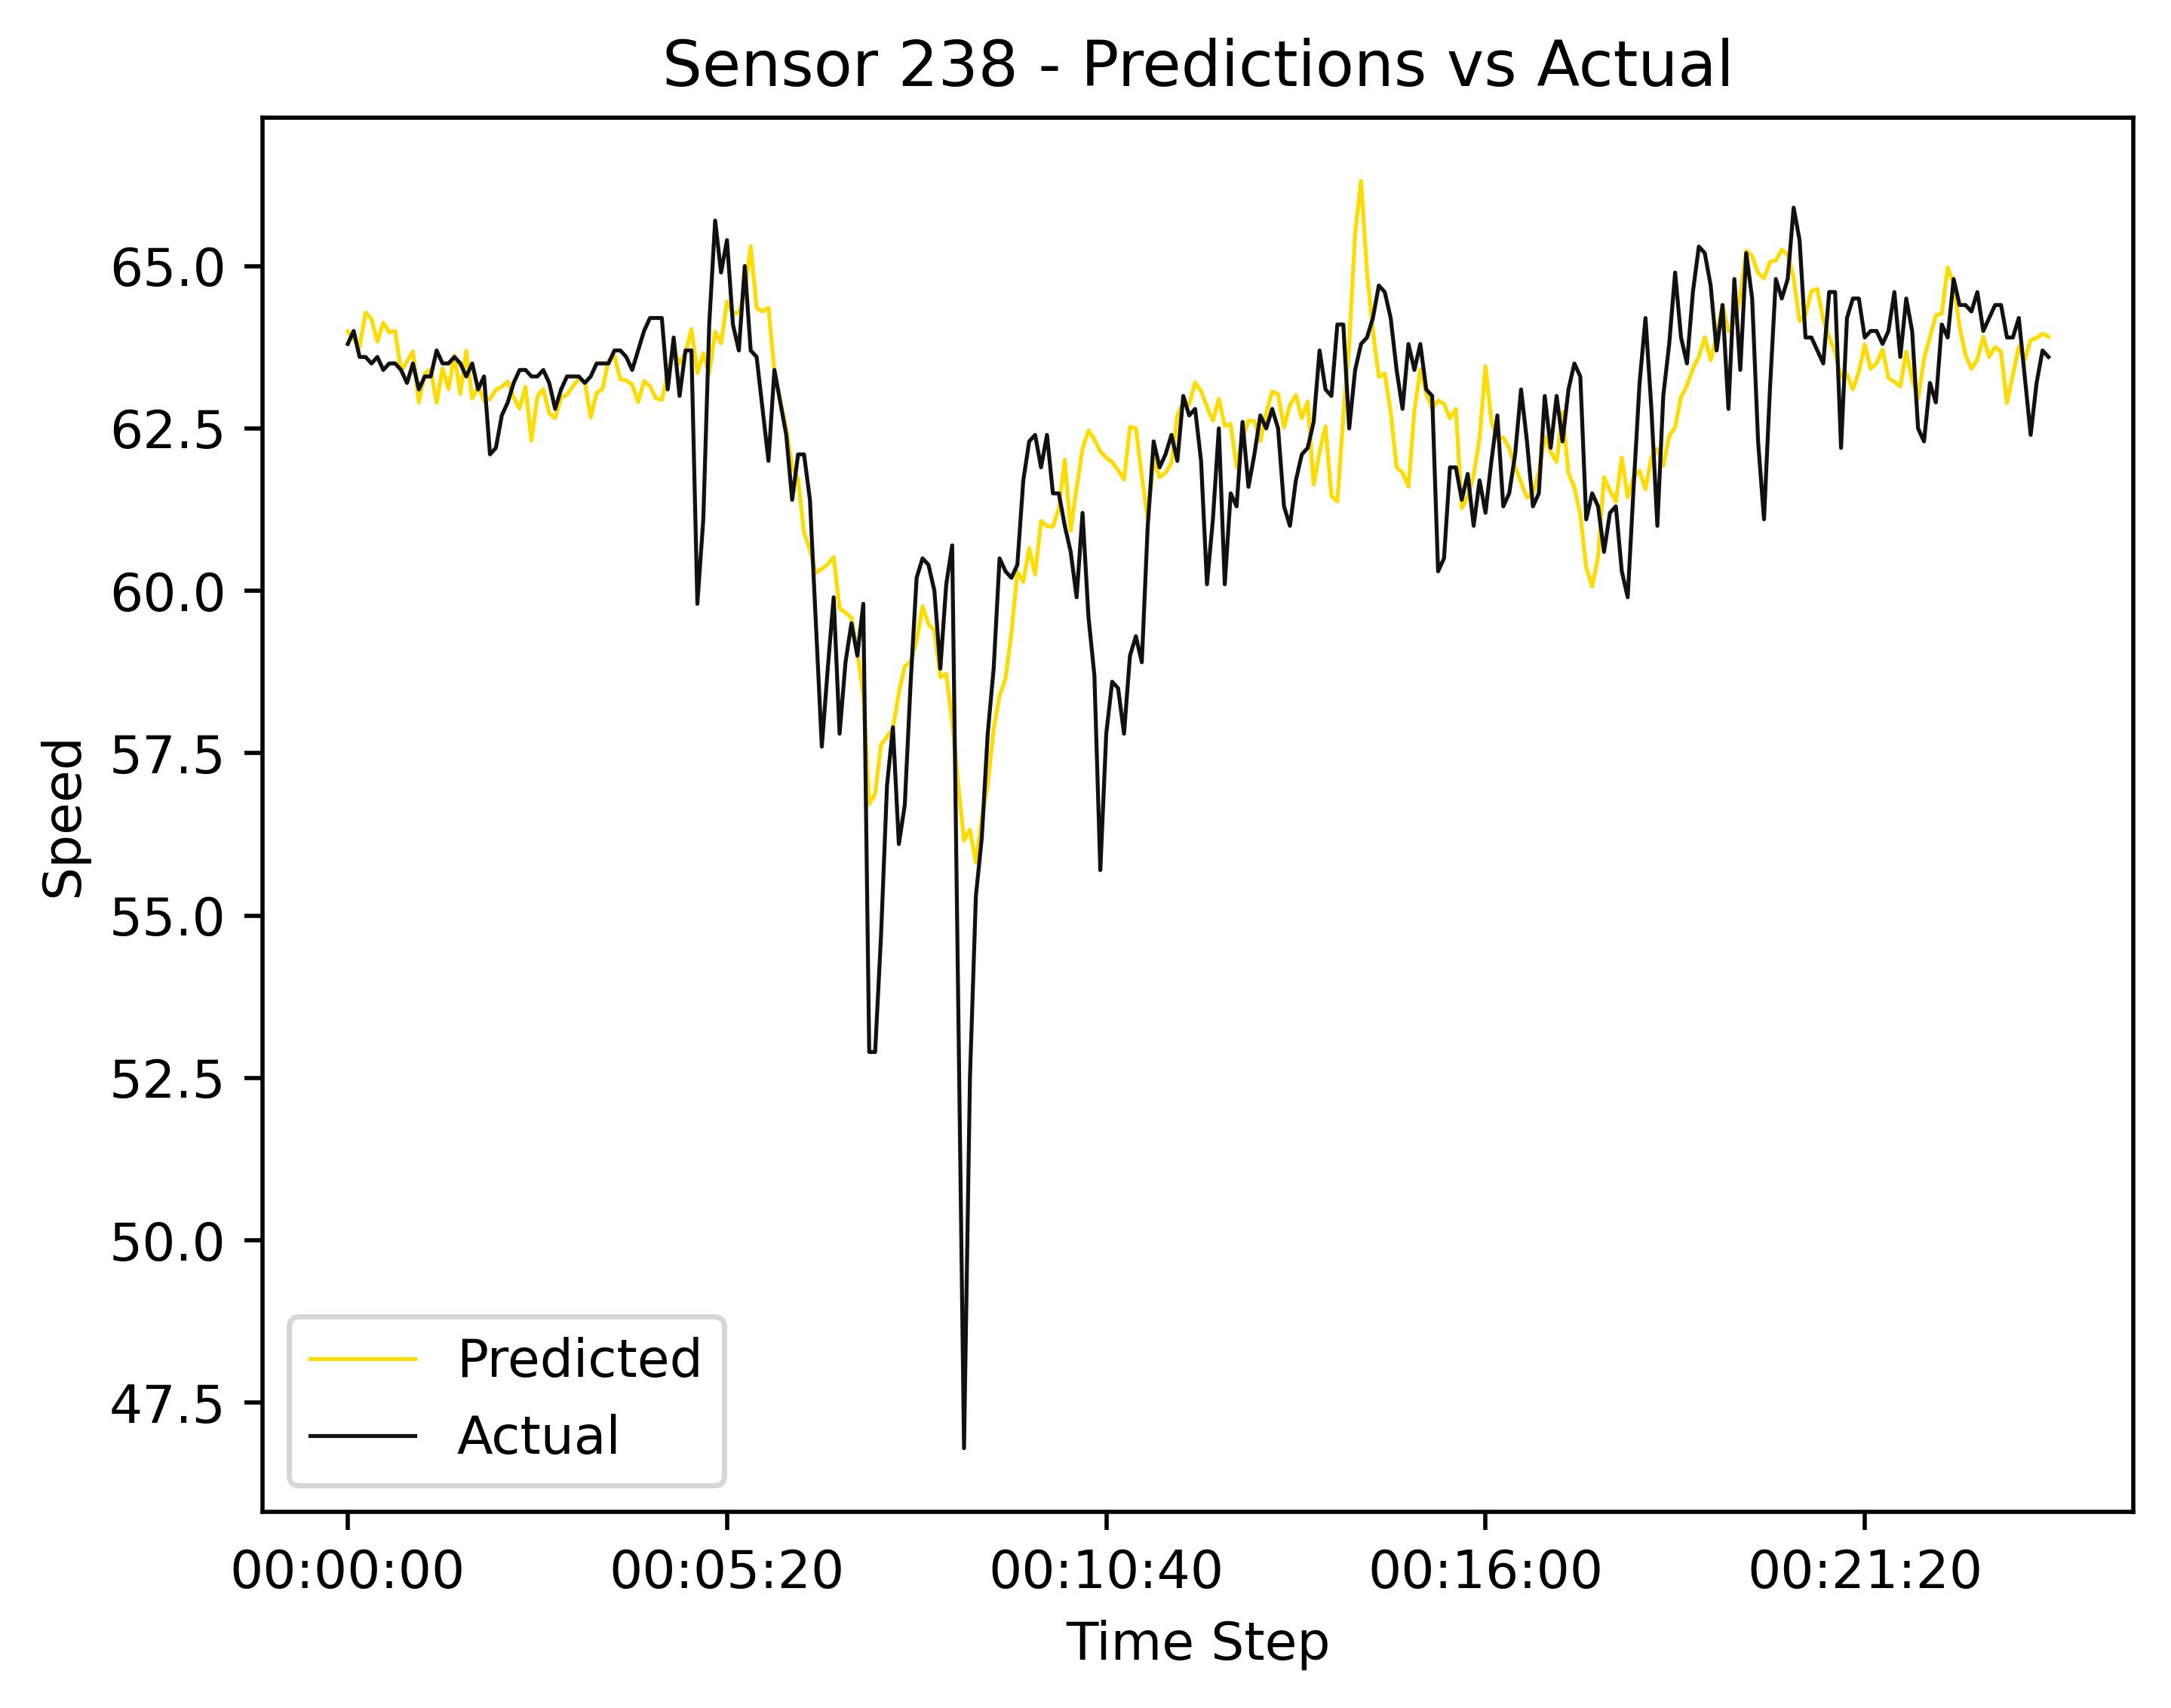 Sensor 238 - Predictions vs Actual
65.0
62.5
60.0
57.5
55.0
52.5
50.0
47.5
Speed
Predicted
Actual
00:00:00 00:05:20 00:10:40 00:16:00 00:21:20
Time Step